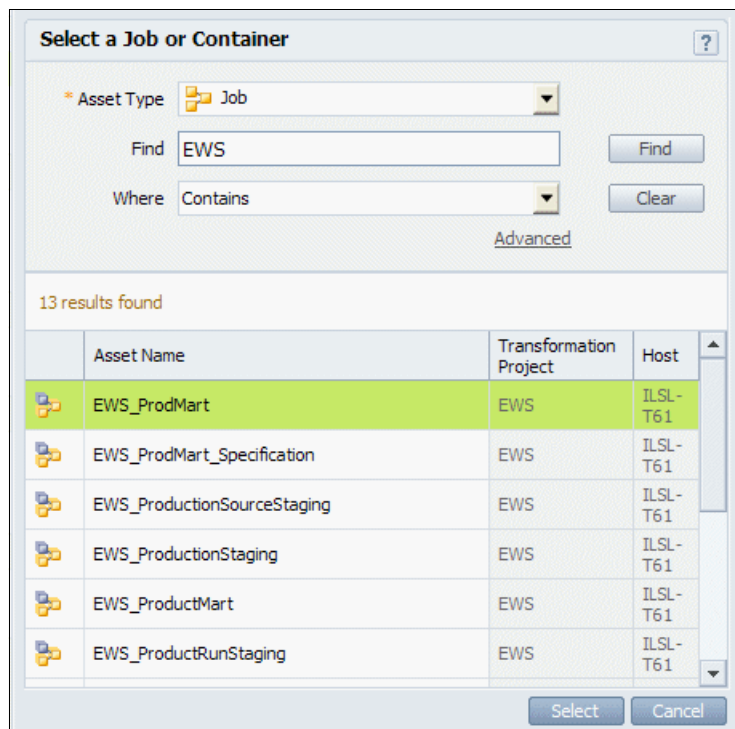 Select a Job or Container
?
* Asset Type Job
Find EWS Find
Where Contains Clear
Advanced
13 results found
Asset Name Transformation Project Host
EWS_ProdMart EWS ILSL-T61
EWS_ProdMart_Specification EWS ILSL-T61
EWS_ProductionSourceStaging EWS ILSL-T61
EWS_ProductionStaging EWS ILSL-T61
EWS_ProductMart EWS ILSL-T61
EWS_ProductRunStaging EWS ILSL-T61
Select Cancel